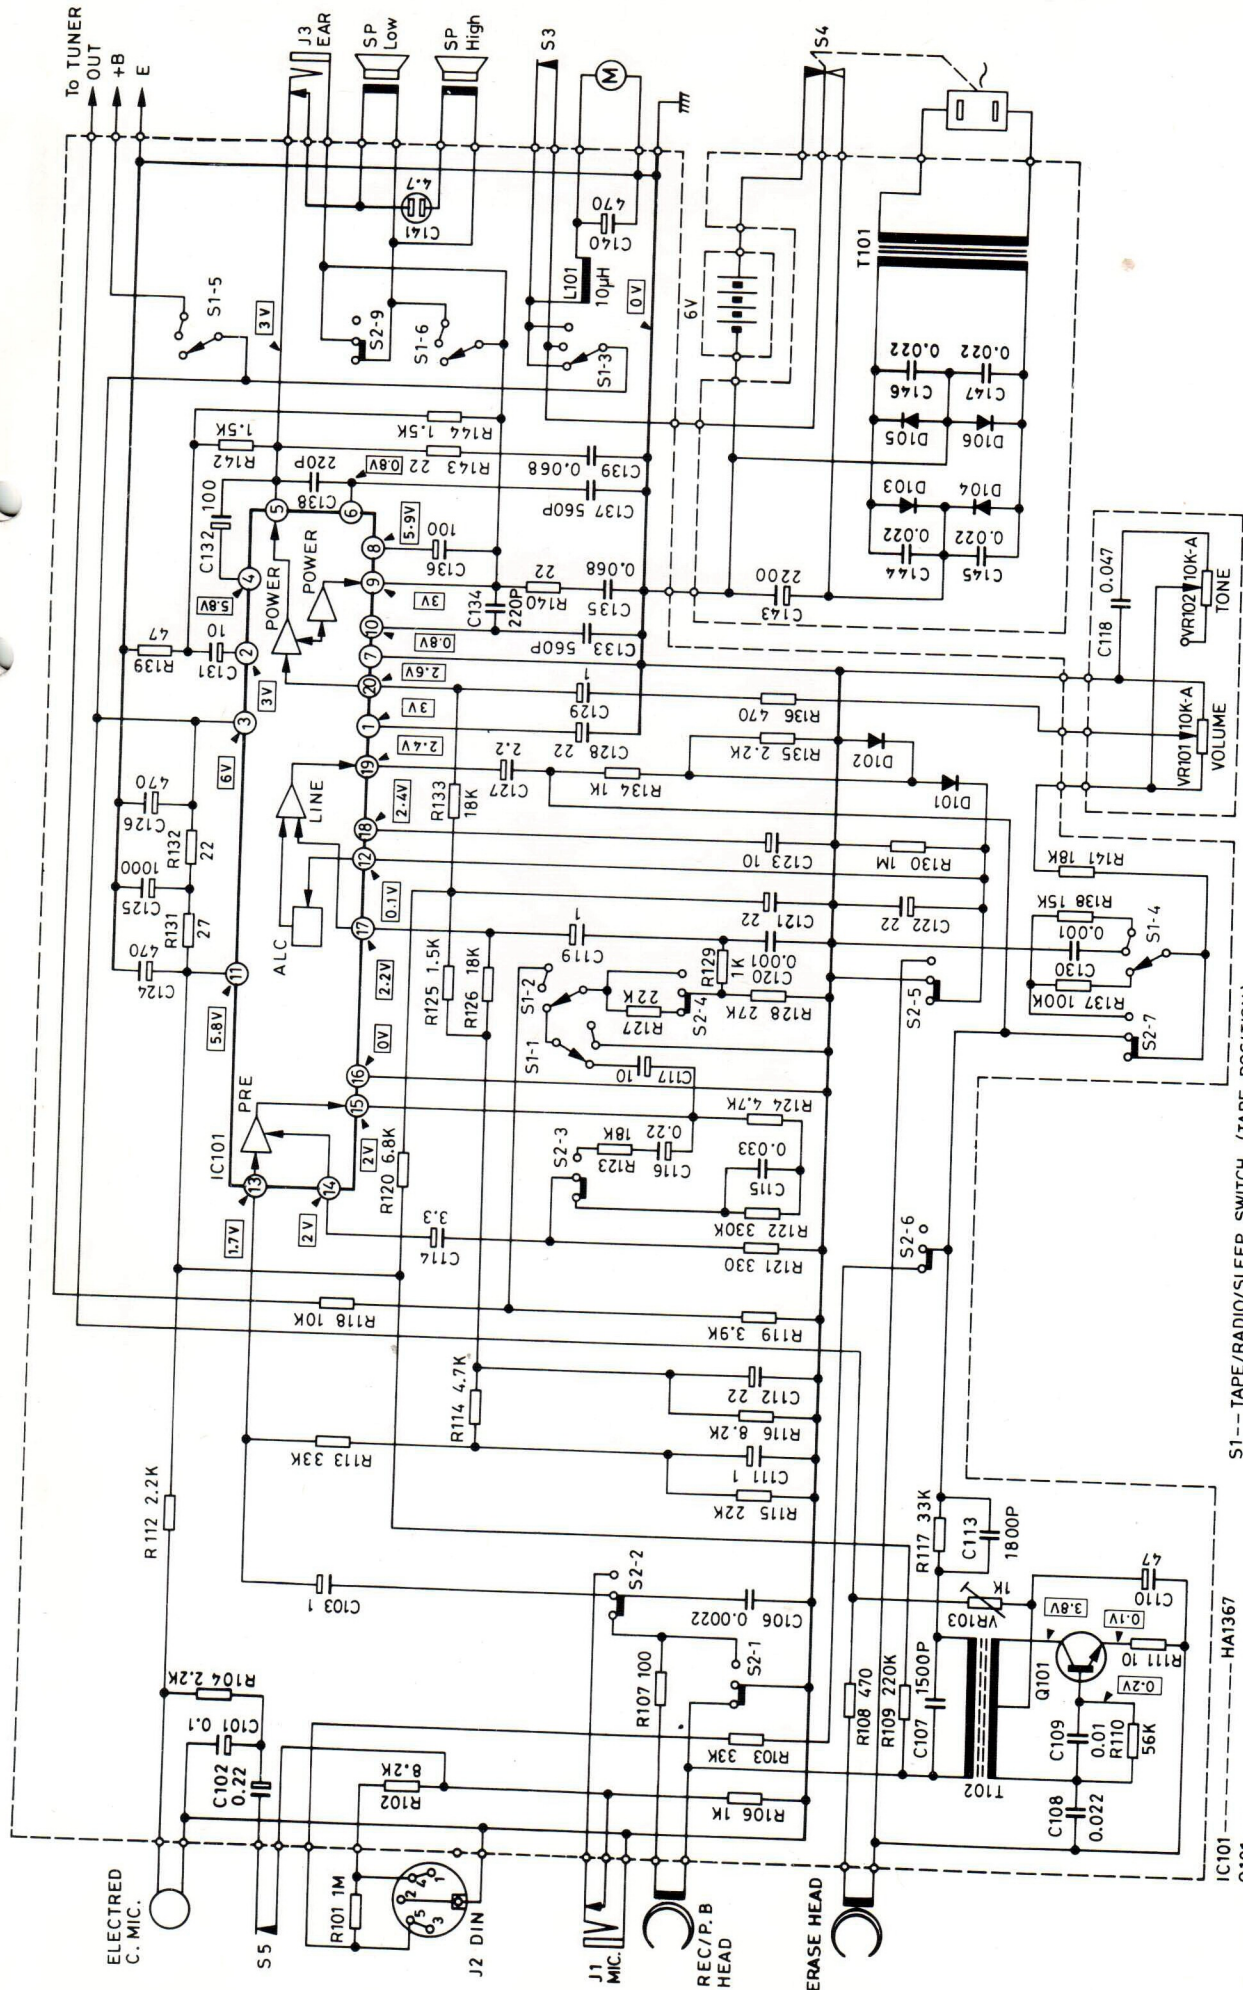 To TUNER
OUT
+B
E
J3
EAR
SP
Low
SP
High
S3
M
S4
S1-5
3V
4.7
C141
S2-9
S1-6
S1-3
L101
10μH
470
C140
0V
6V
T101
R142
1.5K
R144
1.5K
C132
100
220P
C138
R143
22
0.8V
0.068
C139
C137 560P
5
6
4
5.8V
POWER
POWER
8
5.9V
100
C136
9
3V
C134
220P
22
R140
0.068
C135
10
0.8V
C133
560P
R139
47
10
C131
2
3V
7
2.6V
20
3V
1
2.4V
19
1
C129
C128 22
2.2
C127
3
6V
LINE
18
2.4V
12
0.1V
17
2.2V
ALC
470
C126
R132
22
1000
C125
R131
27
470
C124
11
5.8V
R133
18K
R136 470
R135 2.2K
R134 1K
D102
D101
C123 10
R130 1M
C121 22
C122 22
R125 1.5K
R126 18K
1
C119
R129
1K
0.001
C120
S1-2
S1-1
22K
R127
S2-4
R128 27K
C117
10
S2-5
16
0V
15
2V
PRE
IC101
13
1.7V
14
2V
R120 6.8K
3.3
C114
S2-3
18K
R123
0.22
C116
R124 4.7K
0.033
C115
R122 330K
R121 330
S2-6
R118 10K
R119 3.9K
R114 4.7K
R113 33K
C112 22
R116 8.2K
C111 1
R115 22K
C143
2200
C144
0.022
C145
0.022
D103
D104
D105
D106
C146
0.022
C147
0.022
C118
0.047
VR102 10K-A
TONE
VR101 10K-A
VOLUME
R141 18K
R138 15K
0.001
C130
R137 100K
S1-4
S2-7
R112 2.2K
C103 1
S2-2
C106 0.0022
R107 100
S2-1
R104 2.2K
C101 0.1
C102
0.22
8.2K
R102
R103
33K
R106 1K
R101 1M
1
2
3
4
5
J2 DIN
ELECTRED
C. MIC.
S5
J1
MIC.
REC/P.B
HEAD
ERASE HEAD
R108 470
R109 220K
C107 1500P
R117 33K
C113
1800P
VR103
1K
3.8V
Q101
0.1V
R111 10
C110
47
0.2V
T102
C109
0.01
R110
56K
C108
0.022
IC101 ------- HA1367
S1---TAPE/RADIO/SLEEP SWITCH (TAPE POSITION)